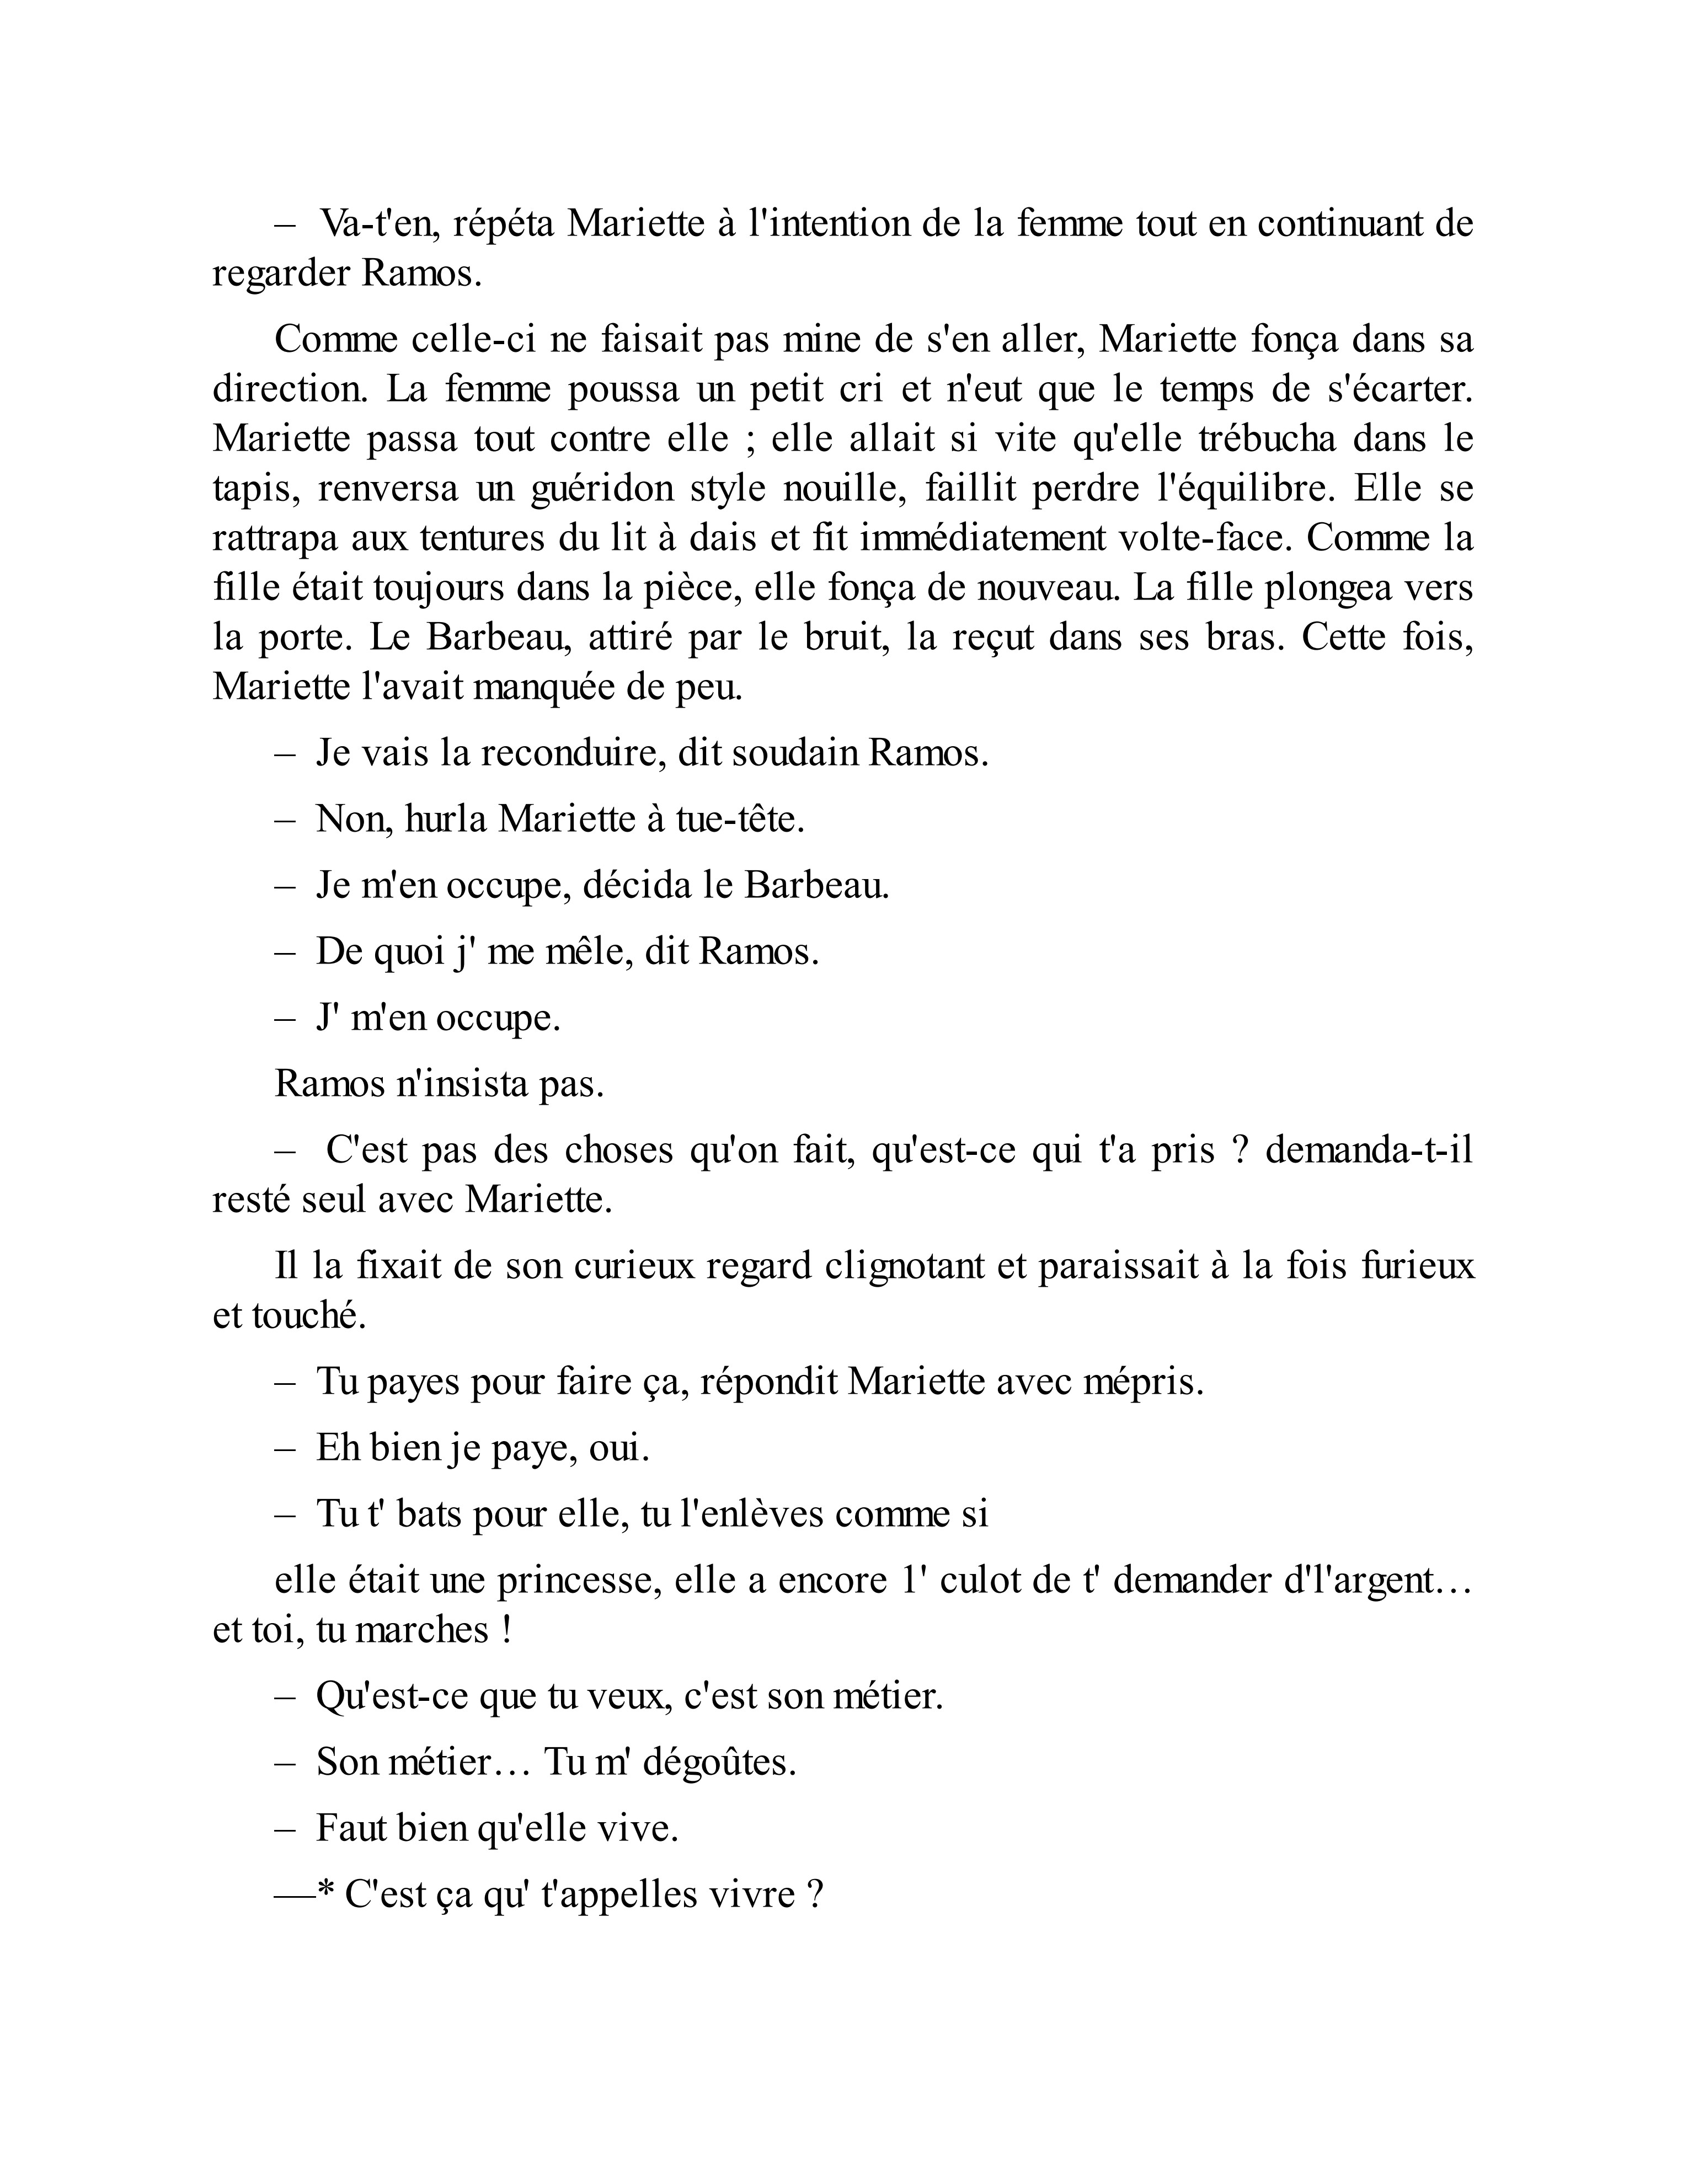 – Va-t'en, répéta Mariette à l'intention de la femme tout en continuant de
regarder Ramos.
Comme celle-ci ne faisait pas mine de s'en aller, Mariette fonça dans sa
direction. La femme poussa un petit cri et n'eut que le temps de s'écarter.
Mariette passa tout contre elle ; elle allait si vite qu'elle trébucha dans le
tapis, renversa un guéridon style nouille, faillit perdre l'équilibre. Elle se
rattrapa aux tentures du lit à dais et fit immédiatement volte-face. Comme la
fille était toujours dans la pièce, elle fonça de nouveau. La fille plongea vers
la porte. Le Barbeau, attiré par le bruit, la reçut dans ses bras. Cette fois,
Mariette l'avait manquée de peu.
– Je vais la reconduire, dit soudain Ramos.
– Non, hurla Mariette à tue-tête.
– Je m'en occupe, décida le Barbeau.
– De quoi j' me mêle, dit Ramos.
– J' m'en occupe.
Ramos n'insista pas.
– C'est pas des choses qu'on fait, qu'est-ce qui t'a pris ? demanda-t-il
resté seul avec Mariette.
Il la fixait de son curieux regard clignotant et paraissait à la fois furieux
et touché.
– Tu payes pour faire ça, répondit Mariette avec mépris.
– Eh bien je paye, oui.
– Tu t' bats pour elle, tu l'enlèves comme si
elle était une princesse, elle a encore 1' culot de t' demander d'l'argent…
et toi, tu marches !
– Qu'est-ce que tu veux, c'est son métier.
– Son métier… Tu m' dégoûtes.
– Faut bien qu'elle vive.
—* C'est ça qu' t'appelles vivre ?